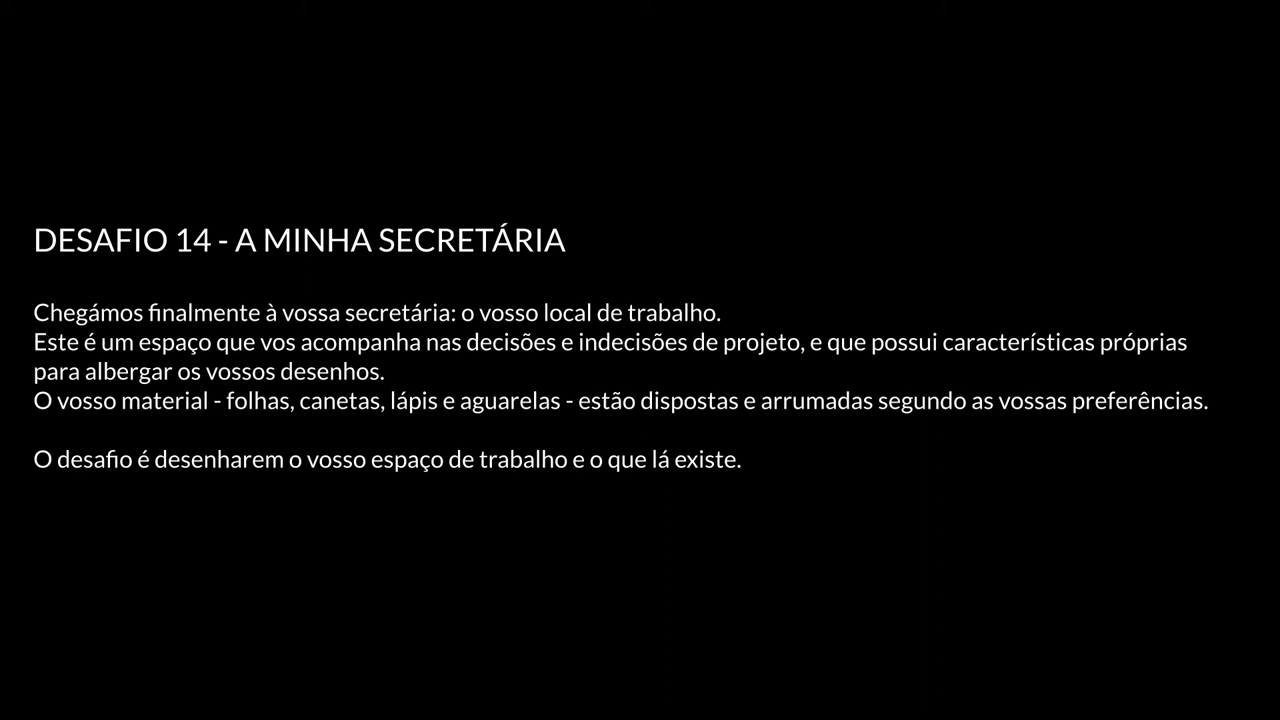 DESAFIO 14 - A MINHA SECRETÁRIA
Chegámos finalmente à vossa secretária: o vosso local de trabalho.
Este é um espaço que vos acompanha nas decisões e indecisões de projeto, e que possui características próprias
para albergar os vossos desenhos.
O vosso material - folhas, canetas, lápis e aguarelas - estão dispostas e arrumadas segundo as vossas preferências.
O desafio é desenharem o vosso espaço de trabalho e o que lá existe.